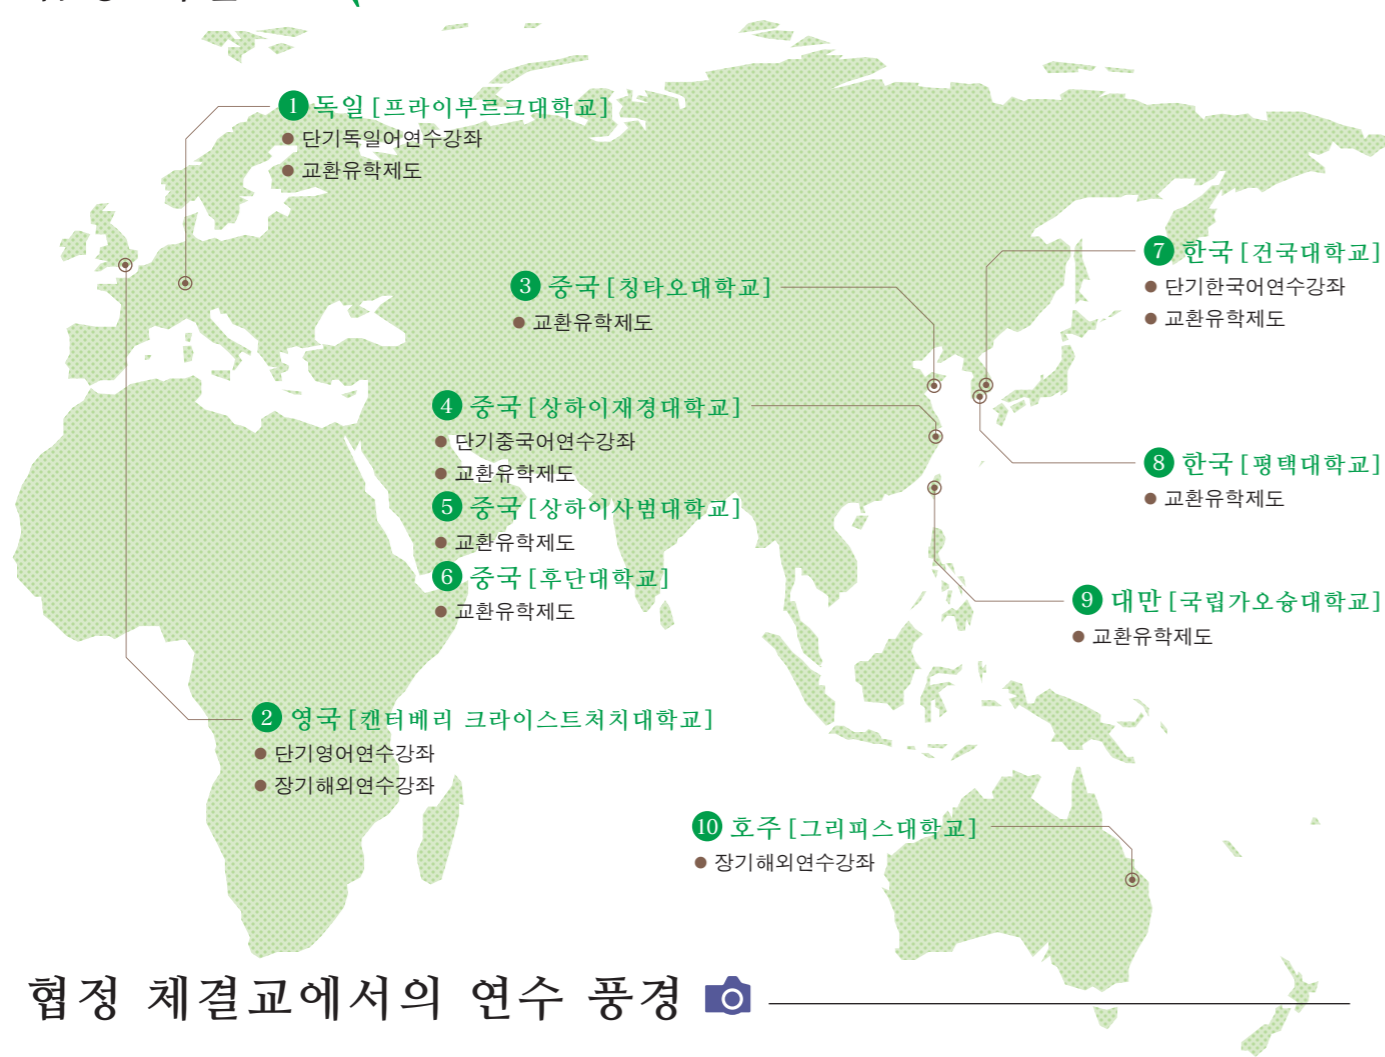 1 독일 [프라이부르크대학교]
● 단기독일어연수강좌
● 교환유학제도
2 영국 [캔터베리 크라이스트처치대학교]
● 단기영어연수강좌
● 장기해외연수강좌
3 중국 [칭타오대학교]
● 교환유학제도
4 중국 [상하이재경대학교]
● 단기중국어연수강좌
● 교환유학제도
5 중국 [상하이사범대학교]
● 교환유학제도
6 중국 [후단대학교]
● 교환유학제도
7 한국 [건국대학교]
● 단기한국어연수강좌
● 교환유학제도
8 한국 [평택대학교]
● 교환유학제도
9 대만 [국립가오슝대학교]
● 교환유학제도
10 호주 [그리피스대학교]
● 장기해외연수강좌
협정 체결교에서의 연수 풍경